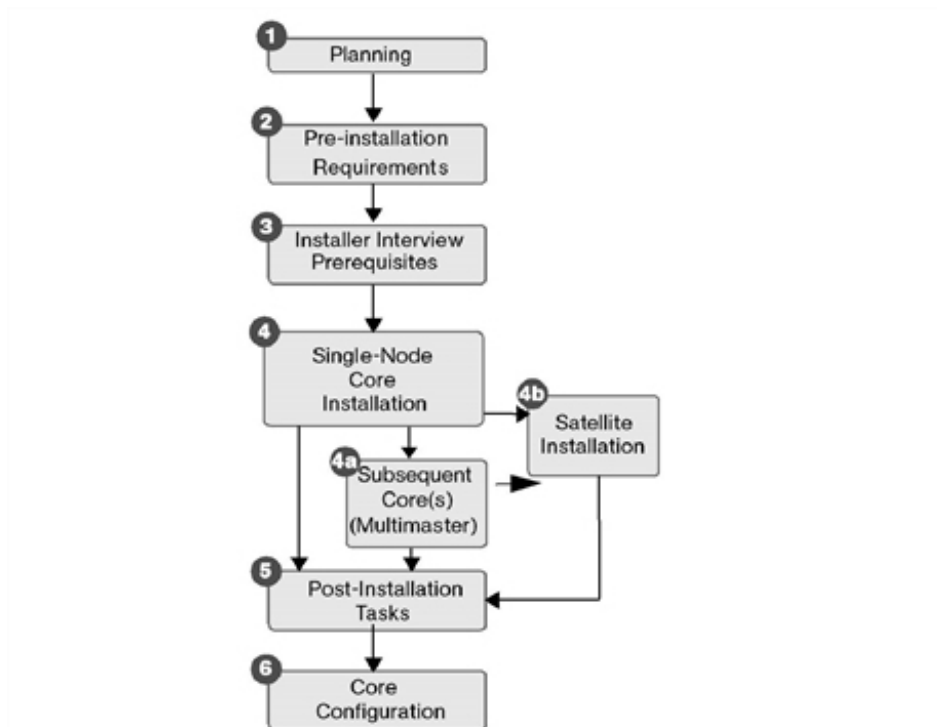 1
Planning
2
Pre-installation
Requirements
3
Installer Interview
Prerequisites
4
Single-Node
Core
Installation
4b
Satellite
Installation
4a
Subsequent
Core(s)
(Multimaster)
5
Post-Installation
Tasks
6
Core
Configuration